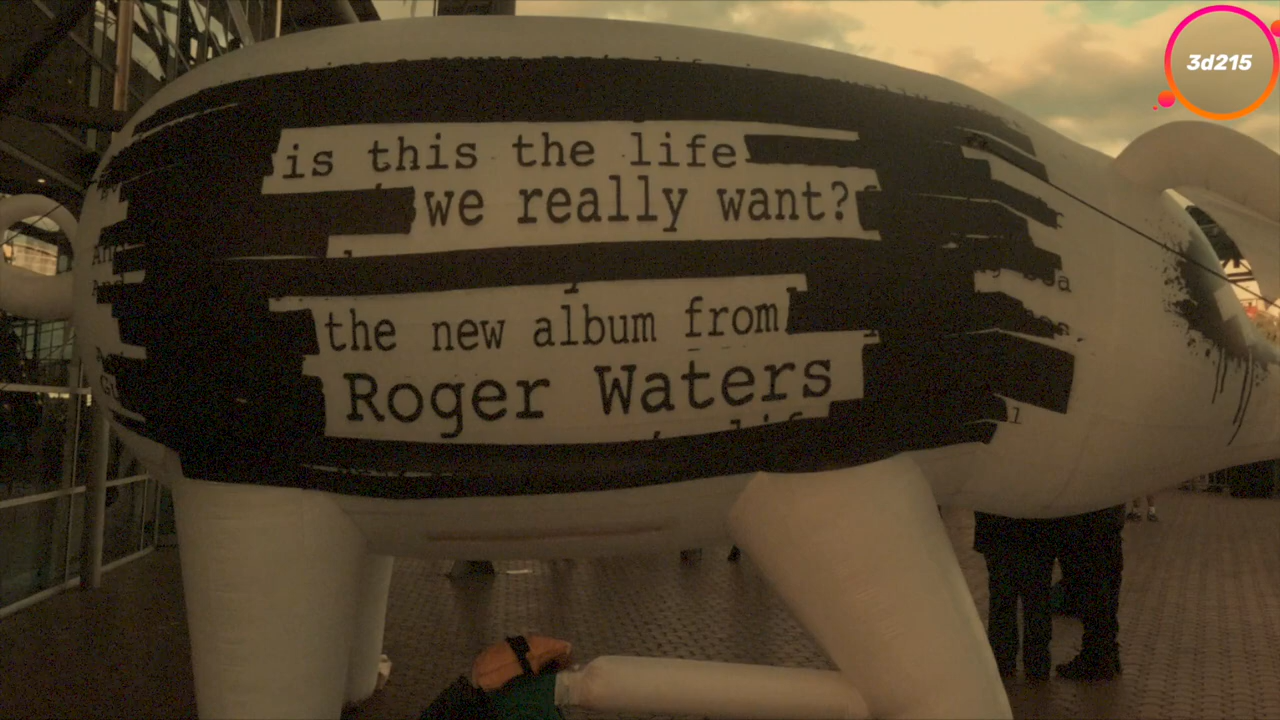 3d215
is this the life
we really want?
the new album from
Roger Waters